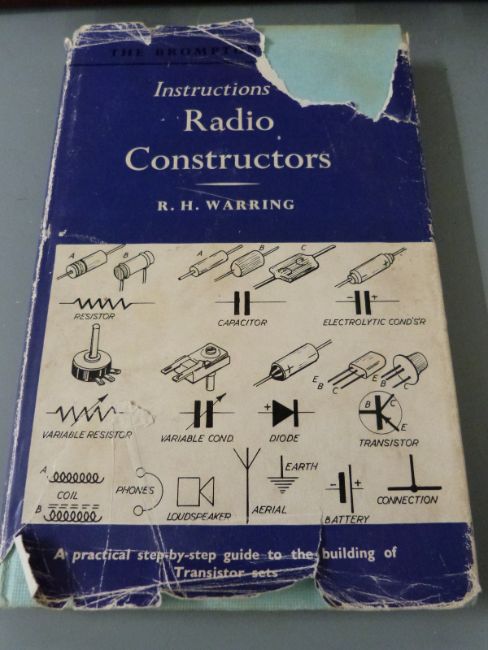 THE BROMPTON
Instructions
Radio
Constructors
R. H. WARRING
A B A B C
RESISTOR CAPACITOR ELECTROLYTIC COND'S'R
E B C E B C
VARIABLE RESISTOR VARIABLE COND. DIODE TRANSISTOR
B C E
A COIL B PHONES LOUDSPEAKER AERIAL EARTH BATTERY CONNECTION
A practical step-by-step guide to the building of
Transistor sets